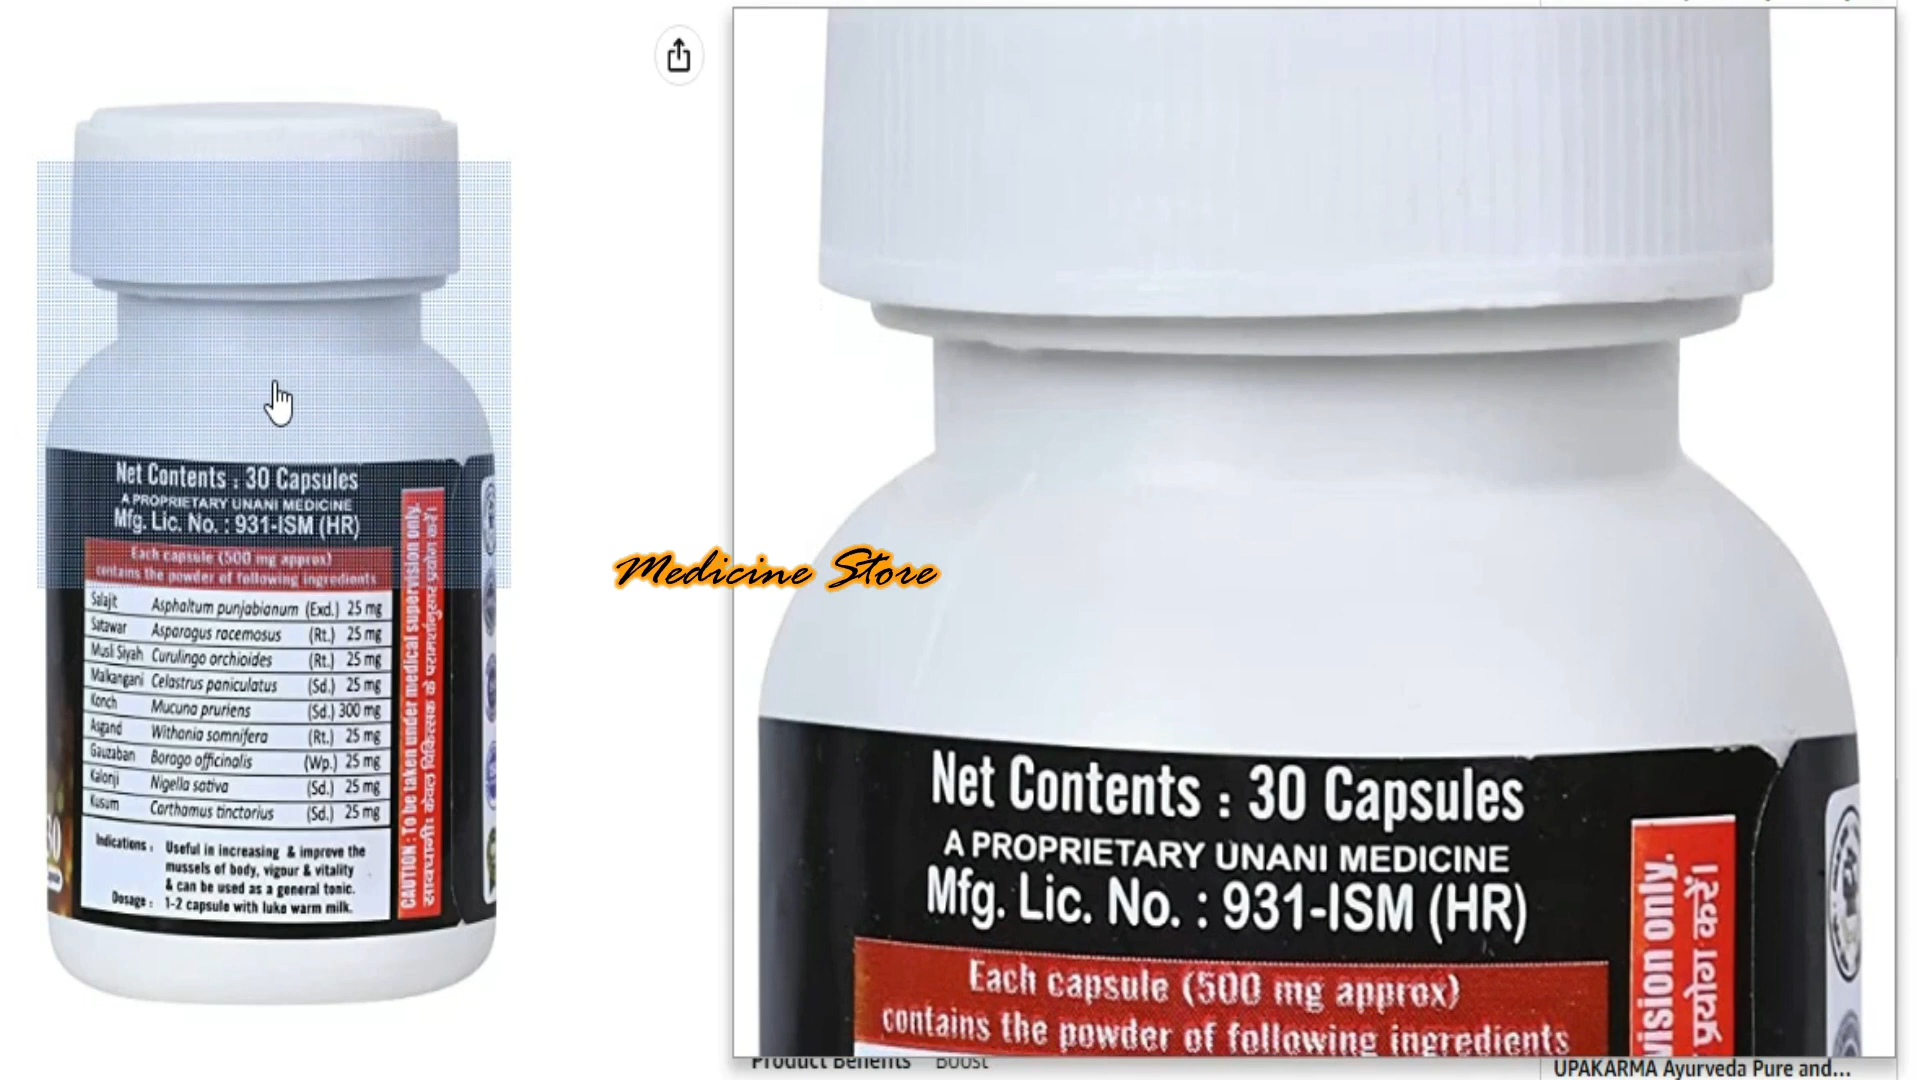 Net Contents : 30 Capsules
A PROPRIETARY UNANI MEDICINE
Mfg. Lic. No. : 931-ISM (HR)
Each capsule (500 mg approx)
contains the powder of following ingredients
Salajit Asphaltum punjabianum (Exd.) 25 mg
Satawar Asparagus racemosus (Rt.) 25 mg
Musli Siyah Curulingo orchioides (Rt.) 25 mg
Malkangani Celastrus paniculatus (Sd.) 25 mg
Konch Mucuna pruriens (Sd.) 300 mg
Asgand Withania somnifera (Rt.) 25 mg
Gauzaban Borago officinalis (Wp.) 25 mg
Kalonji Nigella sativa (Sd.) 25 mg
Kusum Carthamus tinctorius (Sd.) 25 mg
Indications : Useful in increasing & improve the
mussels of body, vigour & vitality
& can be used as a general tonic.
Dosage : 1-2 capsule with luke warm milk.
CAUTION : To be taken under medical supervision only.
सावधानी: केवल चिकित्सक के परामर्शानुसार प्रयोग करें।
Medicine Store
Net Contents : 30 Capsules
A PROPRIETARY UNANI MEDICINE
Mfg. Lic. No. : 931-ISM (HR)
Each capsule (500 mg approx)
contains the powder of following ingredients
vision only.
प्रयोग करें।
Product Benefits Boost
UPAKARMA Ayurveda Pure and...